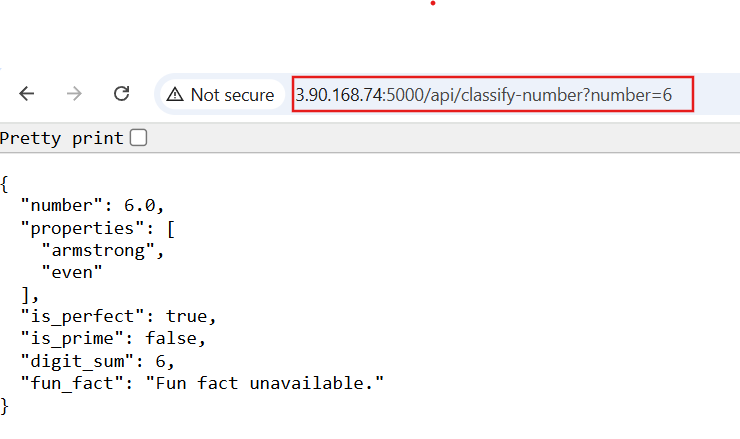 Not secure 3.90.168.74:5000/api/classify-number?number=6
Pretty print
{
  "number": 6.0,
  "properties": [
    "armstrong",
    "even"
  ],
  "is_perfect": true,
  "is_prime": false,
  "digit_sum": 6,
  "fun_fact": "Fun fact unavailable."
}